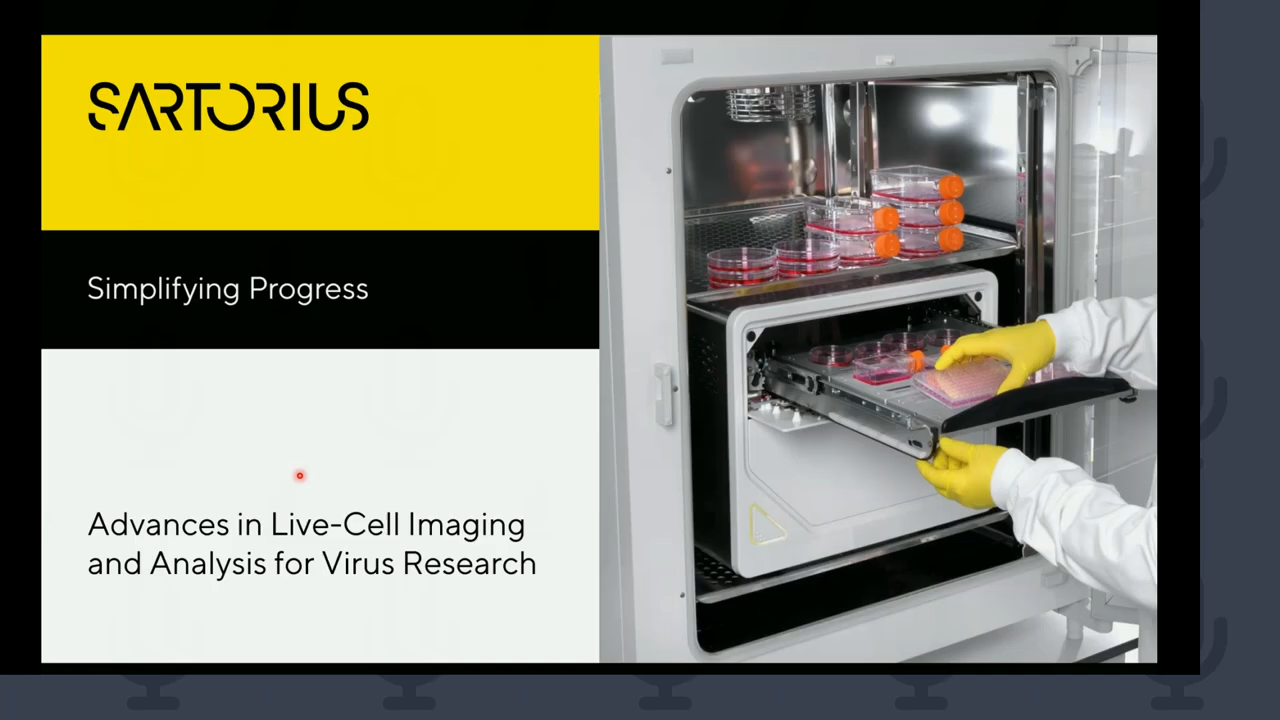 SARTORIUS
Simplifying Progress
Advances in Live-Cell Imaging
and Analysis for Virus Research